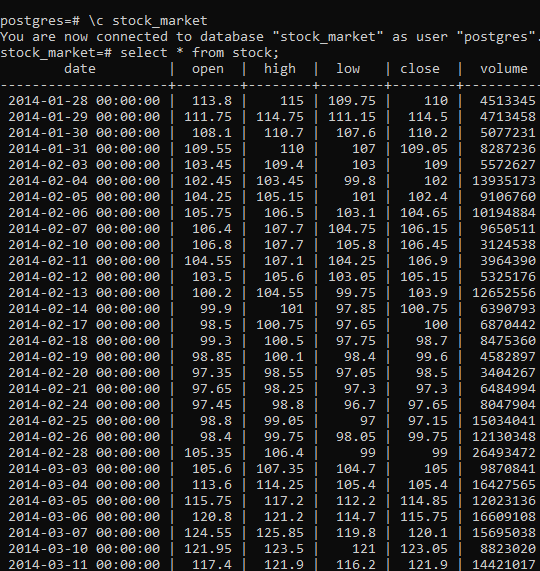 postgres=# \c stock_market
You are now connected to database "stock_market" as user "postgres".
stock_market=# select * from stock;
        date         |  open  |  high  |  low   | close  |  volume
---------------------+--------+--------+--------+--------+----------
 2014-01-28 00:00:00 |  113.8 |    115 | 109.75 |    110 |  4513345
 2014-01-29 00:00:00 | 111.75 | 114.75 | 111.15 |  114.5 |  4713458
 2014-01-30 00:00:00 |  108.1 |  110.7 |  107.6 |  110.2 |  5077231
 2014-01-31 00:00:00 | 109.55 |    110 |    107 | 109.05 |  8287236
 2014-02-03 00:00:00 | 103.45 |  109.4 |    103 |    109 |  5572627
 2014-02-04 00:00:00 | 102.45 | 103.45 |   99.8 |    102 | 13935173
 2014-02-05 00:00:00 | 104.25 | 105.15 |    101 |  102.4 |  9106760
 2014-02-06 00:00:00 | 105.75 |  106.5 |  103.1 | 104.65 | 10194884
 2014-02-07 00:00:00 |  106.4 |  107.7 | 104.75 | 106.15 |  9650511
 2014-02-10 00:00:00 |  106.8 |  107.7 |  105.8 | 106.45 |  3124538
 2014-02-11 00:00:00 | 104.55 |  107.1 | 104.25 |  106.9 |  3964390
 2014-02-12 00:00:00 |  103.5 |  105.6 | 103.05 | 105.15 |  5325176
 2014-02-13 00:00:00 |  100.2 | 104.55 |  99.75 |  103.9 | 12652556
 2014-02-14 00:00:00 |   99.9 |    101 |  97.85 | 100.75 |  6390793
 2014-02-17 00:00:00 |   98.5 | 100.75 |  97.65 |    100 |  6870442
 2014-02-18 00:00:00 |   99.3 |  100.5 |  97.75 |   98.7 |  8475360
 2014-02-19 00:00:00 |  98.85 |  100.1 |   98.4 |   99.6 |  4582897
 2014-02-20 00:00:00 |  97.35 |  98.55 |  97.05 |   98.5 |  3404267
 2014-02-21 00:00:00 |  97.65 |  98.25 |   97.3 |   97.3 |  6484994
 2014-02-24 00:00:00 |  97.45 |   98.8 |   96.7 |  97.65 |  8047904
 2014-02-25 00:00:00 |   98.8 |  99.05 |     97 |  97.15 | 15034041
 2014-02-26 00:00:00 |   98.4 |  99.75 |  98.05 |  99.75 | 12130348
 2014-02-28 00:00:00 | 105.35 |  106.4 |     99 |     99 | 26493472
 2014-03-03 00:00:00 |  105.6 | 107.35 |  104.7 |    105 |  9870841
 2014-03-04 00:00:00 |  113.6 | 114.25 |  105.4 |  105.4 | 16427565
 2014-03-05 00:00:00 | 115.75 |  117.2 |  112.2 | 114.85 | 12023136
 2014-03-06 00:00:00 |  120.8 |  121.2 |  114.7 | 115.75 | 16609108
 2014-03-07 00:00:00 | 124.55 | 125.85 |  119.8 |  120.1 | 15695038
 2014-03-10 00:00:00 | 121.95 |  123.5 |    121 | 123.05 |  8823020
 2014-03-11 00:00:00 |  117.4 |  121.9 |  116.2 |  121.9 | 14421017